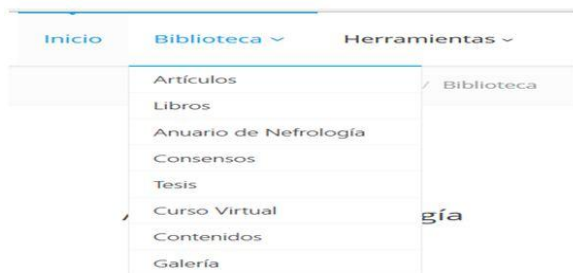 Inicio Biblioteca Herramientas
Artículos
/ Biblioteca
Libros
Anuario de Nefrología
Consensos
Tesis
Curso Virtual
gía
Contenidos
Galería